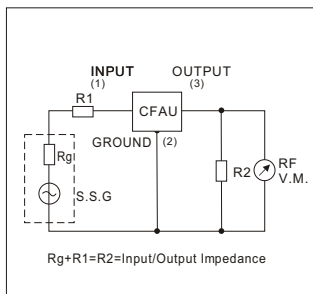 INPUT
(1)
OUTPUT
(3)
R1
CFAU
Rg
GROUND (2)
R2
RF
V.M.
S.S.G
Rg+R1=R2=Input/Output Impedance